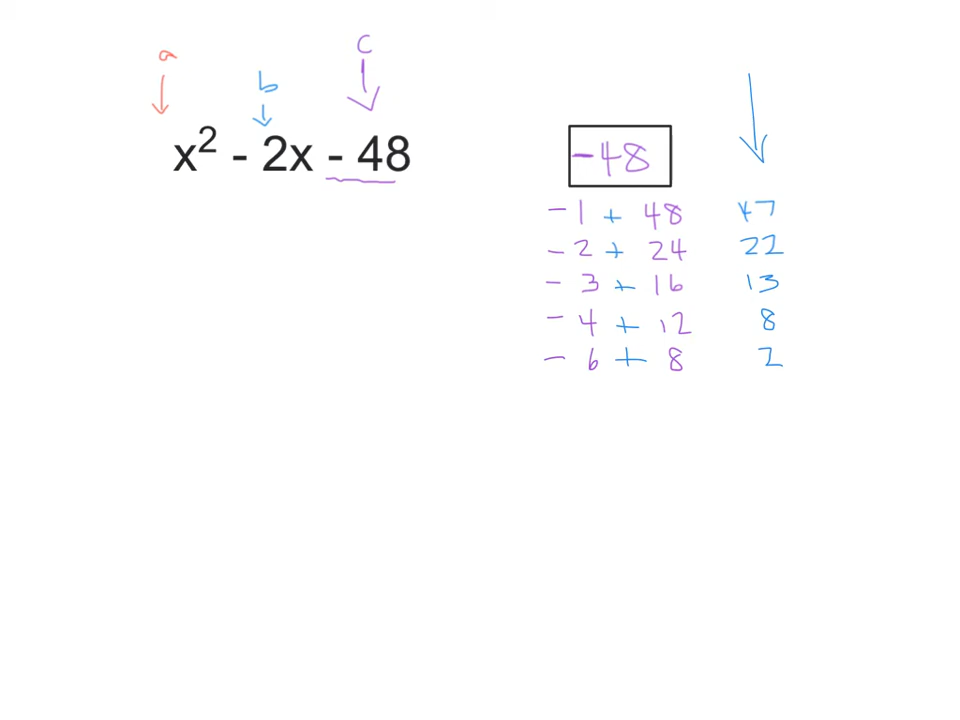 a
b
c
x² - 2x - 48
-48
-1 + 48 47
-2 + 24 22
-3 + 16 13
-4 + 12 8
-6 + 8 2